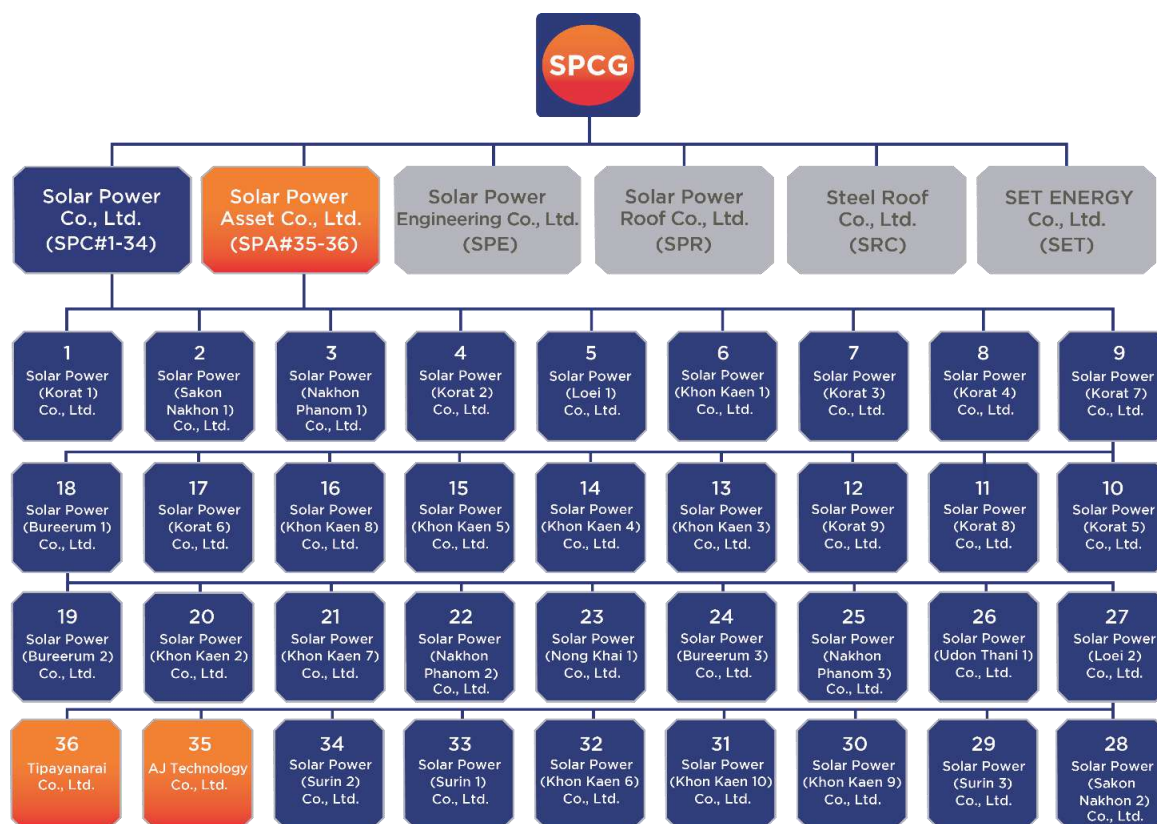 SPCG
Solar Power
Co., Ltd.
(SPC#1-34)
Solar Power
Asset Co., Ltd.
(SPA#35-36)
Solar Power
Engineering Co., Ltd.
(SPE)
Solar Power
Roof Co., Ltd.
(SPR)
Steel Roof
Co., Ltd.
(SRC)
SET ENERGY
Co., Ltd.
(SET)
1
Solar Power
(Korat 1)
Co., Ltd.
2
Solar Power
(Sakon
Nakhon 1)
Co., Ltd.
3
Solar Power
(Nakhon
Phanom 1)
Co., Ltd.
4
Solar Power
(Korat 2)
Co., Ltd.
5
Solar Power
(Loei 1)
Co., Ltd.
6
Solar Power
(Khon Kaen 1)
Co., Ltd.
7
Solar Power
(Korat 3)
Co., Ltd.
8
Solar Power
(Korat 4)
Co., Ltd.
9
Solar Power
(Korat 7)
Co., Ltd.
18
Solar Power
(Bureerum 1)
Co., Ltd.
17
Solar Power
(Korat 6)
Co., Ltd.
16
Solar Power
(Khon Kaen 8)
Co., Ltd.
15
Solar Power
(Khon Kaen 5)
Co., Ltd.
14
Solar Power
(Khon Kaen 4)
Co., Ltd.
13
Solar Power
(Khon Kaen 3)
Co., Ltd.
12
Solar Power
(Korat 9)
Co., Ltd.
11
Solar Power
(Korat 8)
Co., Ltd.
10
Solar Power
(Korat 5)
Co., Ltd.
19
Solar Power
(Bureerum 2)
Co., Ltd.
20
Solar Power
(Khon Kaen 2)
Co., Ltd.
21
Solar Power
(Khon Kaen 7)
Co., Ltd.
22
Solar Power
(Nakhon
Phanom 2)
Co., Ltd.
23
Solar Power
(Nong Khai 1)
Co., Ltd.
24
Solar Power
(Bureerum 3)
Co., Ltd.
25
Solar Power
(Nakhon
Phanom 3)
Co., Ltd.
26
Solar Power
(Udon Thani 1)
Co., Ltd.
27
Solar Power
(Loei 2)
Co., Ltd.
36
Tipayanarai
Co., Ltd.
35
AJ Technology
Co., Ltd.
34
Solar Power
(Surin 2)
Co., Ltd.
33
Solar Power
(Surin 1)
Co., Ltd.
32
Solar Power
(Khon Kaen 6)
Co., Ltd.
31
Solar Power
(Khon Kaen 10)
Co., Ltd.
30
Solar Power
(Khon Kaen 9)
Co., Ltd.
29
Solar Power
(Surin 3)
Co., Ltd.
28
Solar Power
(Sakon
Nakhon 2)
Co., Ltd.